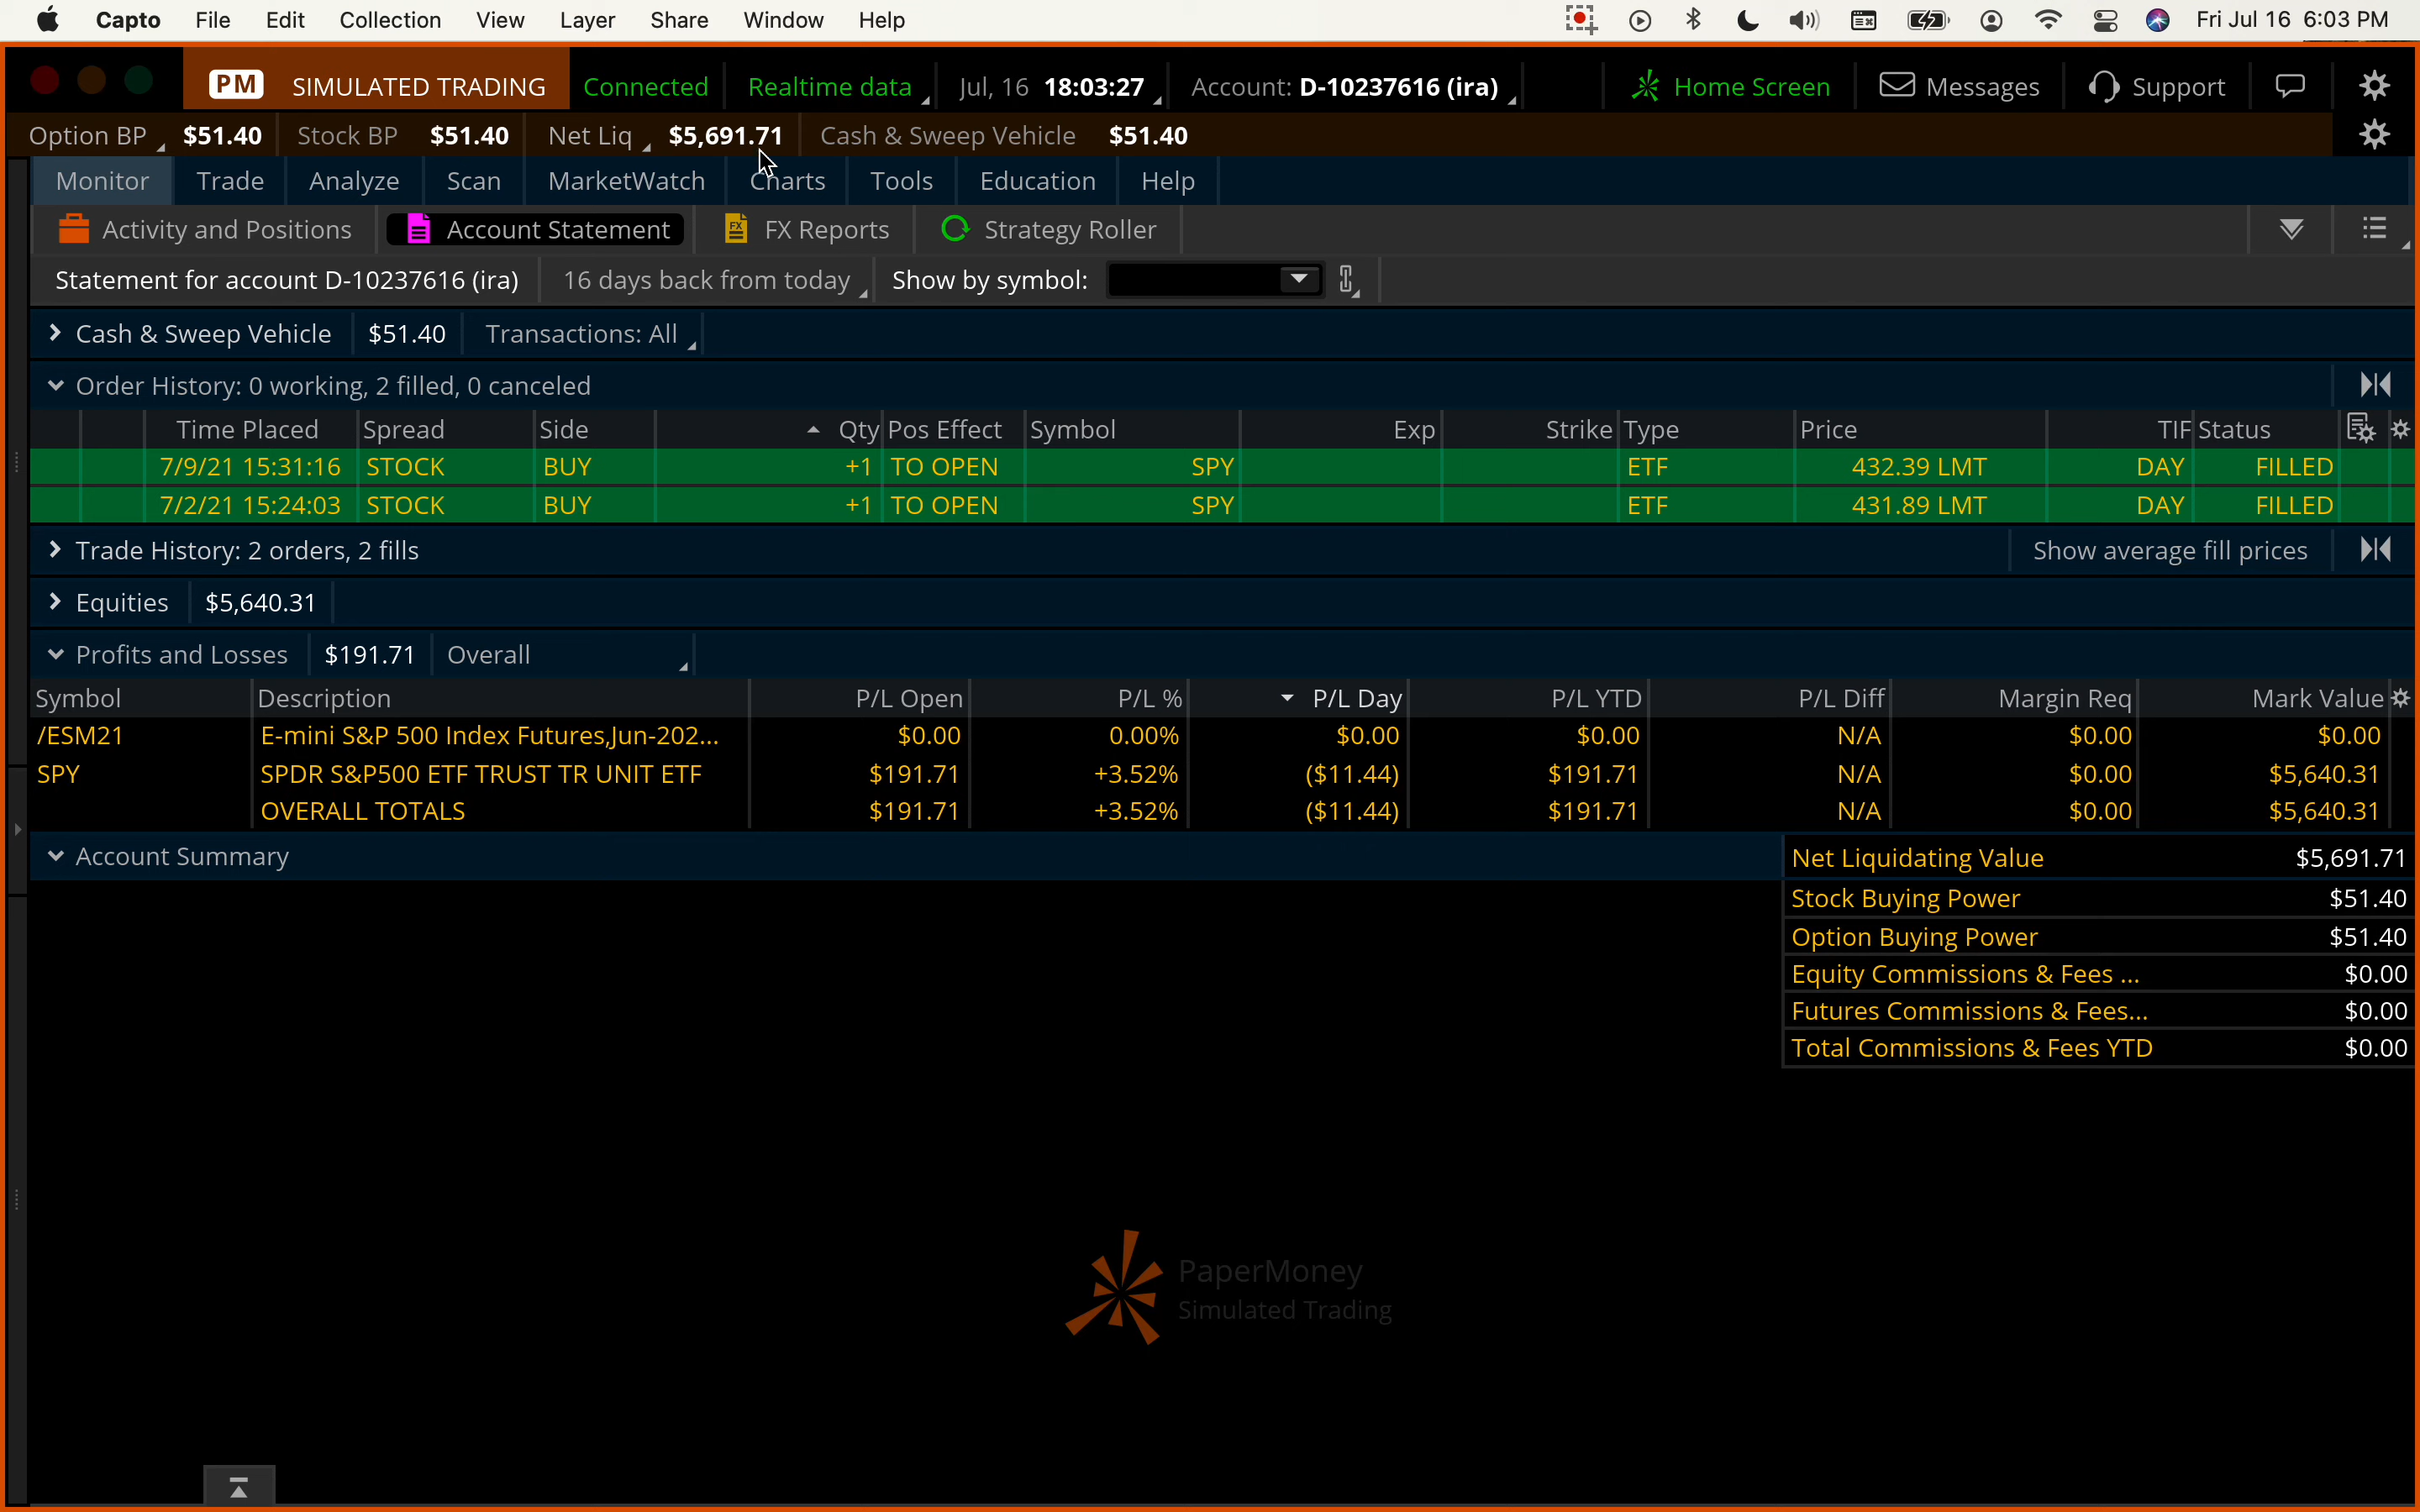 Capto File Edit Collection View Layer Share Window Help Fri Jul 16 6:03 PM
PM SIMULATED TRADING Connected Realtime data Jul, 16 18:03:27 Account: D-10237616 (ira) Home Screen Messages Support
Option BP $51.40 Stock BP $51.40 Net Liq $5,691.71 Cash & Sweep Vehicle $51.40
Monitor Trade Analyze Scan MarketWatch Charts Tools Education Help
Activity and Positions Account Statement FX FX Reports Strategy Roller
Statement for account D-10237616 (ira) 16 days back from today Show by symbol:
Cash & Sweep Vehicle $51.40 Transactions: All
Order History: 0 working, 2 filled, 0 canceled
Time Placed Spread Side Qty Pos Effect Symbol Exp Strike Type Price TIF Status
7/9/21 15:31:16 STOCK BUY +1 TO OPEN SPY ETF 432.39 LMT DAY FILLED
7/2/21 15:24:03 STOCK BUY +1 TO OPEN SPY ETF 431.89 LMT DAY FILLED
Trade History: 2 orders, 2 fills Show average fill prices
Equities $5,640.31
Profits and Losses $191.71 Overall
Symbol Description P/L Open P/L % P/L Day P/L YTD P/L Diff Margin Req Mark Value
/ESM21 E-mini S&P 500 Index Futures,Jun-202... $0.00 0.00% $0.00 $0.00 N/A $0.00 $0.00
SPY SPDR S&P500 ETF TRUST TR UNIT ETF $191.71 +3.52% ($11.44) $191.71 N/A $0.00 $5,640.31
OVERALL TOTALS $191.71 +3.52% ($11.44) $191.71 N/A $0.00 $5,640.31
Account Summary Net Liquidating Value $5,691.71
Stock Buying Power $51.40
Option Buying Power $51.40
Equity Commissions & Fees ... $0.00
Futures Commissions & Fees... $0.00
Total Commissions & Fees YTD $0.00
PaperMoney
Simulated Trading